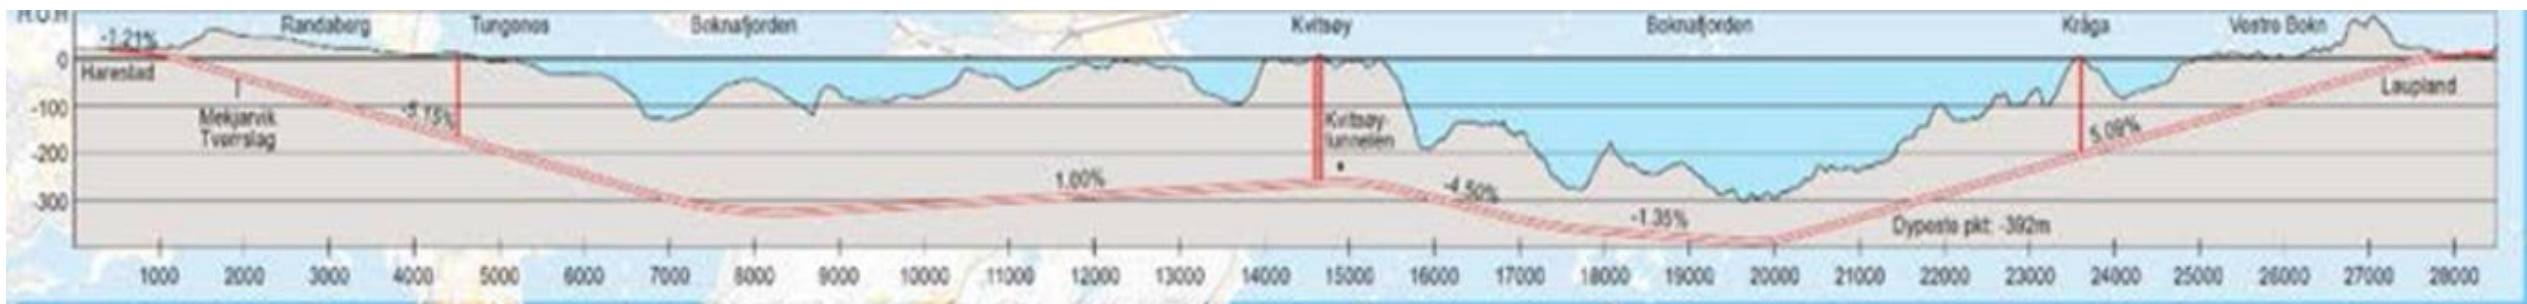 Randaberg Tungenes Boknafjorden Kvitsøy Boknafjorden Kråga Vestre Bokn
-1.21%
0
Harestad
Laupland
-100
Mekjarvik
Tverrslag
-5.15%
Kvitsøy-
tunnelen
5.09%
-200
1.00%
-4.50%
-300
-1.35%
Dypeste pkt: -392m
1000 2000 3000 4000 5000 6000 7000 8000 9000 10000 11000 12000 13000 14000 15000 16000 17000 18000 19000 20000 21000 22000 23000 24000 25000 26000 27000 28000